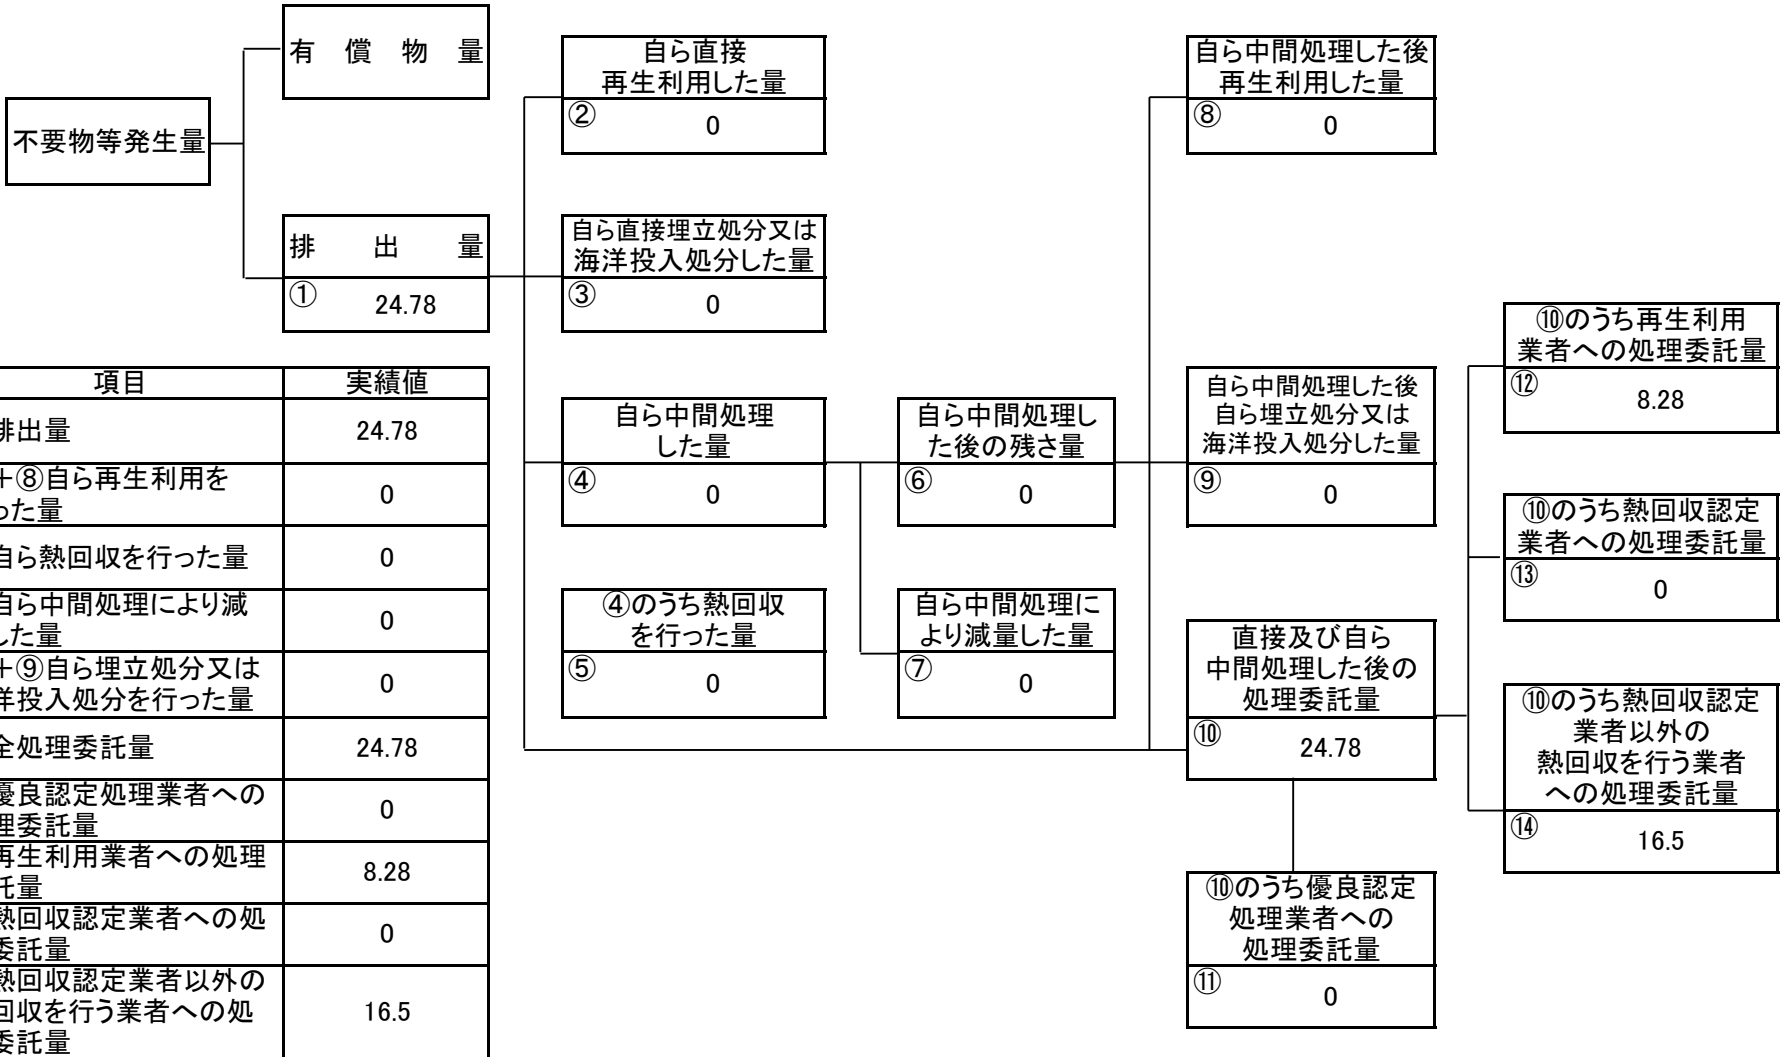 有償物量
不要物等発生量
排出量
① 24.78
自ら直接
再生利用した量
② 0
自ら直接埋立処分又は
海洋投入処分した量
③ 0
自ら中間処理
した量
④ 0
④のうち熱回収
を行った量
⑤ 0
自ら中間処理し
た後の残さ量
⑥ 0
自ら中間処理に
より減量した量
⑦ 0
自ら中間処理した後
再生利用した量
⑧ 0
自ら中間処理した後
自ら埋立処分又は
海洋投入処分した量
⑨ 0
直接及び自ら
中間処理した後の
処理委託量
⑩ 24.78
⑩のうち優良認定
処理業者への
処理委託量
⑪ 0
⑩のうち再生利用
業者への処理委託量
⑫ 8.28
⑩のうち熱回収認定
業者への処理委託量
⑬ 0
⑩のうち熱回収認定
業者以外の
熱回収を行う業者
への処理委託量
⑭ 16.5
項目 実績値
排出量 24.78
+⑧自ら再生利用を
った量 0
自ら熱回収を行った量 0
自ら中間処理により減
した量 0
+⑨自ら埋立処分又は
洋投入処分を行った量 0
全処理委託量 24.78
優良認定処理業者への
理委託量 0
再生利用業者への処理
託量 8.28
熱回収認定業者への処
委託量 0
熱回収認定業者以外の
回収を行う業者への処
委託量 16.5